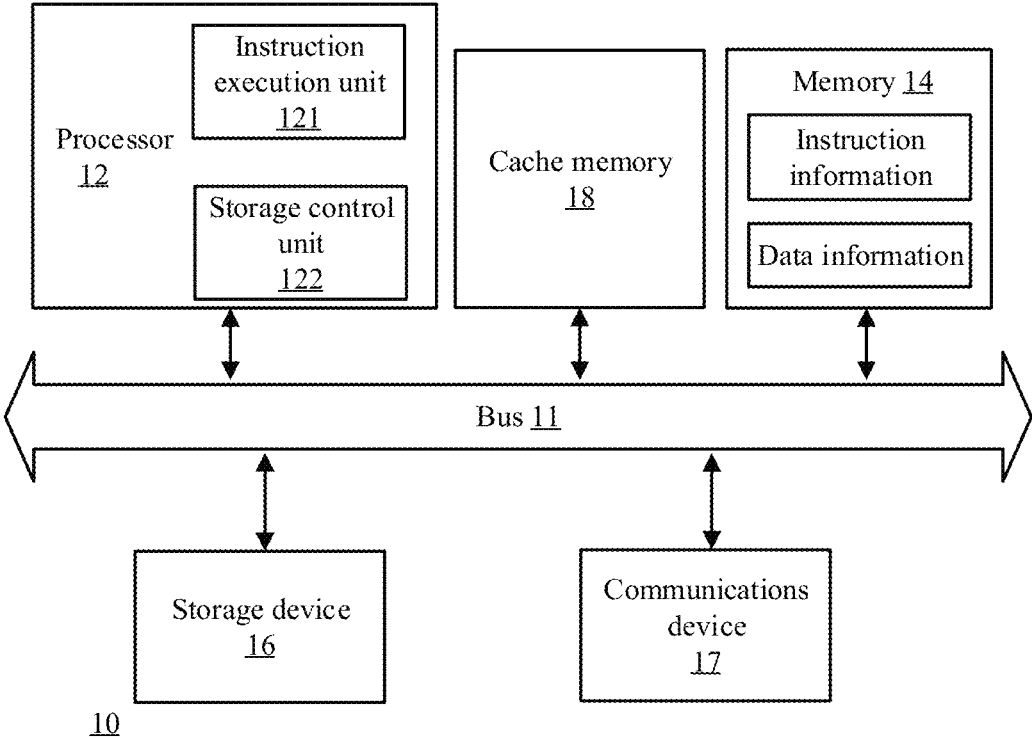 Processor
12
Instruction
execution unit
121
Storage control
unit
122
Cache memory
18
Memory 14
Instruction
information
Data information
Bus 11
Storage device
16
Communications
device
17
10